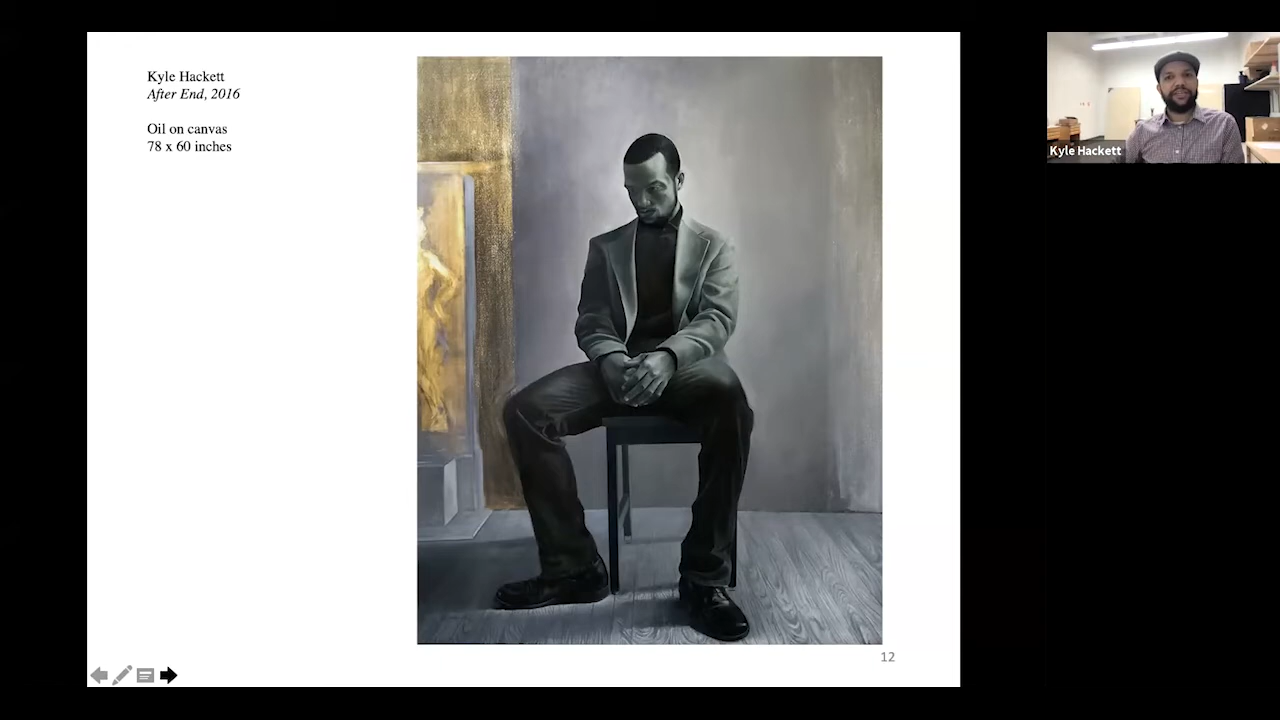 Kyle Hackett
After End, 2016
Oil on canvas
78 x 60 inches
12
Kyle Hackett